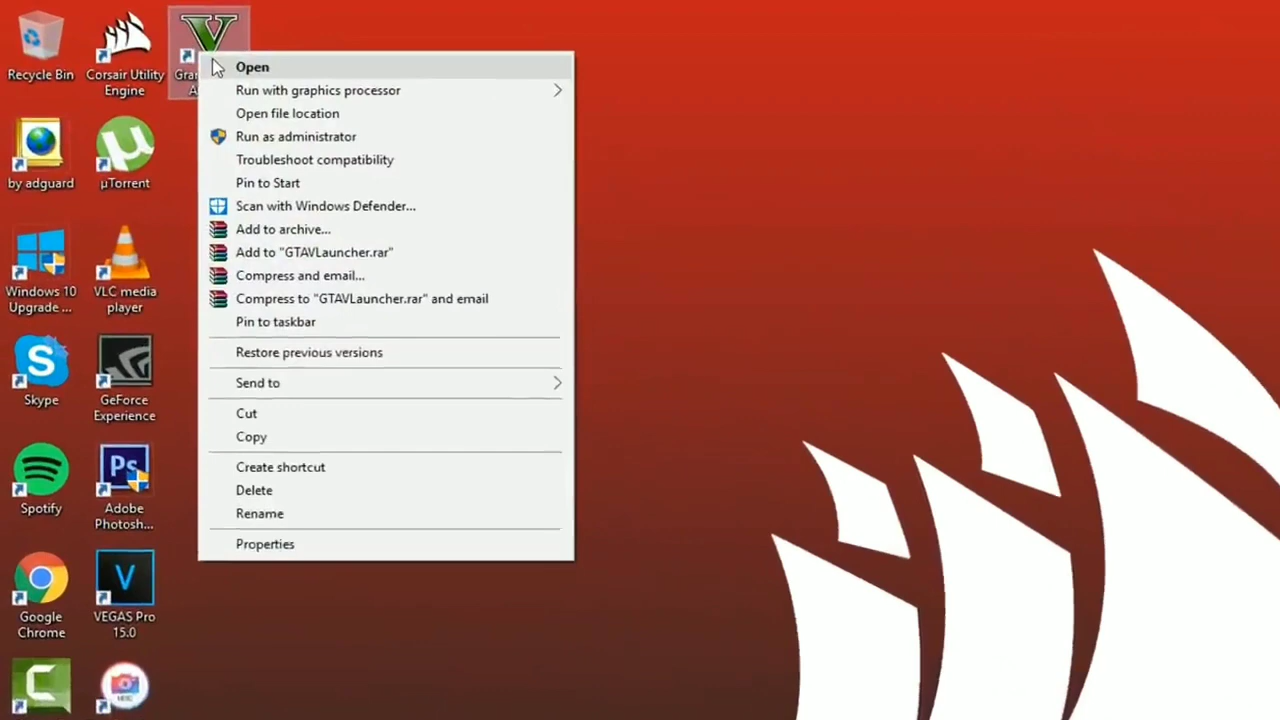 Recycle Bin
Corsair Utility
Engine
V
Open
Run with graphics processor
Open file location
Run as administrator
Troubleshoot compatibility
Pin to Start
Scan with Windows Defender...
Add to archive...
Add to "GTAVLauncher.rar"
Compress and email...
Compress to "GTAVLauncher.rar" and email
Pin to taskbar
Restore previous versions
Send to
Cut
Copy
Create shortcut
Delete
Rename
Properties
by adguard
µ
µTorrent
Windows 10
Upgrade ...
VLC media
player
S
Skype
GeForce
Experience
Spotify
Ps
Adobe
Photosh...
Google
Chrome
V
VEGAS Pro
15.0
C